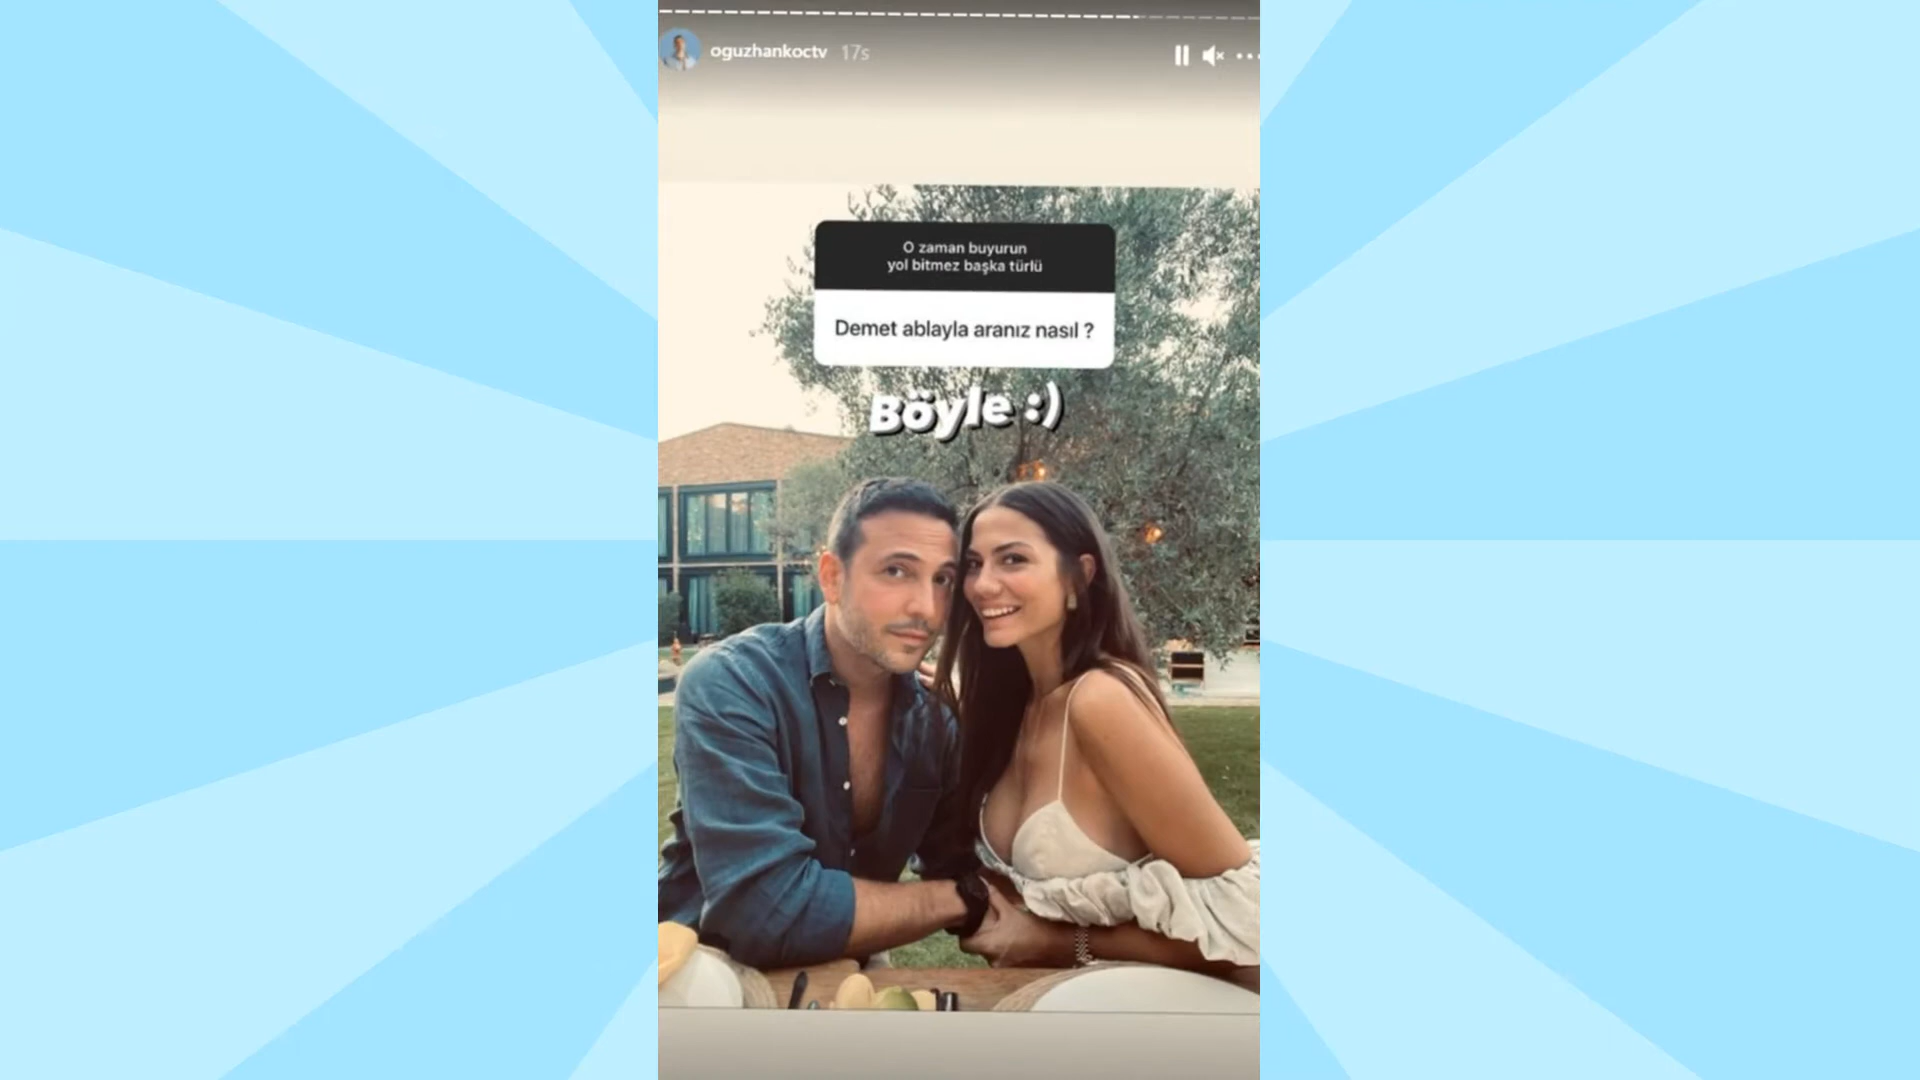 oguzhankoctv 17s
O zaman buyurun
yol bitmez başka türlü
Demet ablayla aranız nasıl ?
Böyle :)